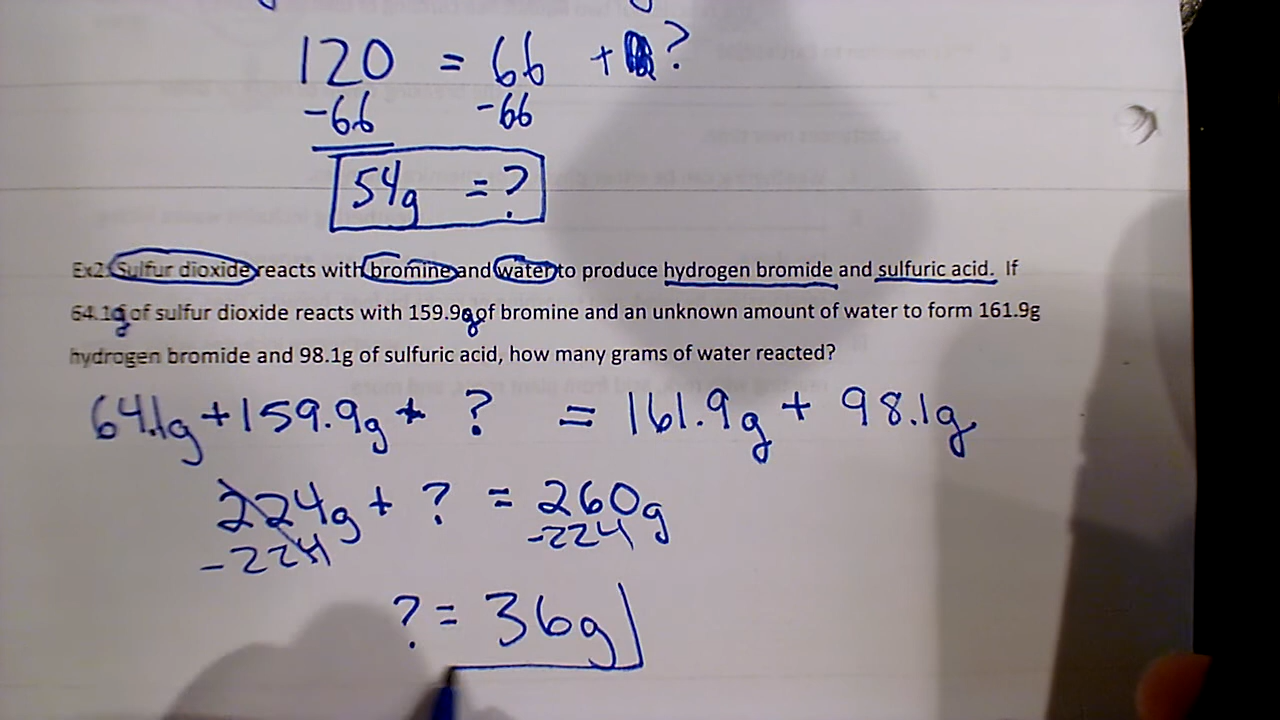 120 = 66 + ?
-66 -66
54g = ?
Ex2: Sulfur dioxide reacts with bromine and water to produce hydrogen bromide and sulfuric acid. If
64.1g of sulfur dioxide reacts with 159.9g of bromine and an unknown amount of water to form 161.9g
hydrogen bromide and 98.1g of sulfuric acid, how many grams of water reacted?
64.1g + 159.9g + ? = 161.9g + 98.1g
224g + ? = 260g
-224 -224
? = 36g